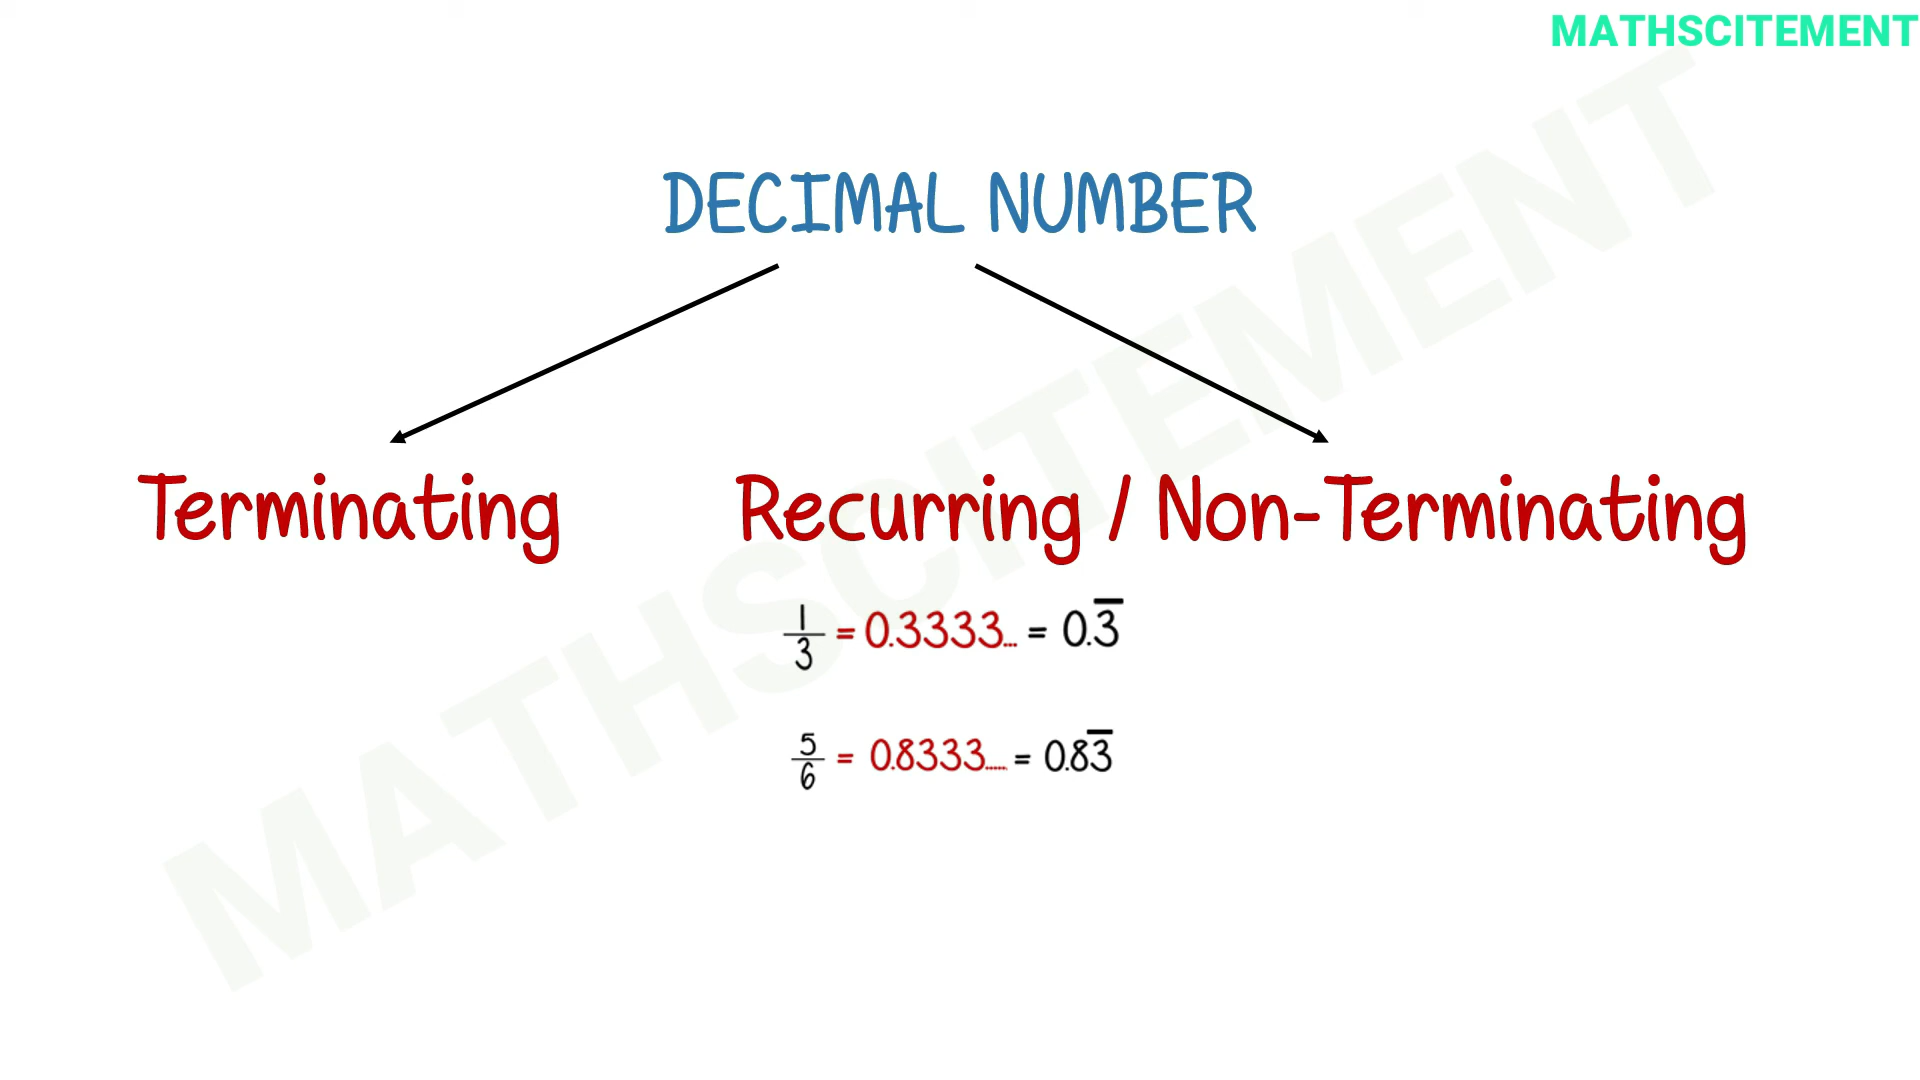 MATHSCITEMENT
DECIMAL NUMBER
Terminating
Recurring / Non-Terminating
1/3 = 0.3333... = 0.3̅
5/6 = 0.8333..... = 0.83̅
MATHSCITEMENT